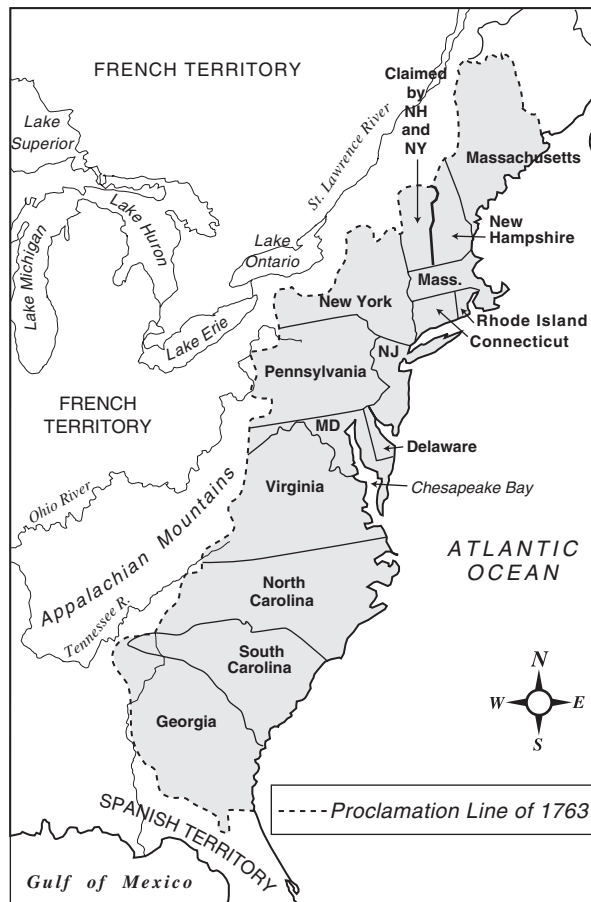 FRENCH TERRITORY
Claimed
by
NH
and
NY
Lake
Superior
St. Lawrence River
Massachusetts
Lake Huron
Lake Michigan
New
Hampshire
Lake
Ontario
Mass.
New York
Rhode Island
Connecticut
Lake Erie
NJ
Pennsylvania
FRENCH
TERRITORY
MD
Delaware
Virginia
Chesapeake Bay
Ohio River
Appalachian Mountains
ATLANTIC
OCEAN
North
Carolina
Tennessee R.
South
Carolina
N
W
E
S
Georgia
SPANISH TERRITORY
Proclamation Line of 1763
Gulf of Mexico